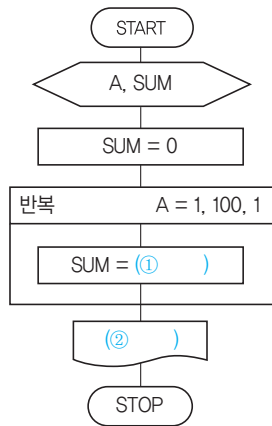 START
A, SUM
SUM = 0
반복 A = 1, 100, 1
SUM = (① )
(② )
STOP